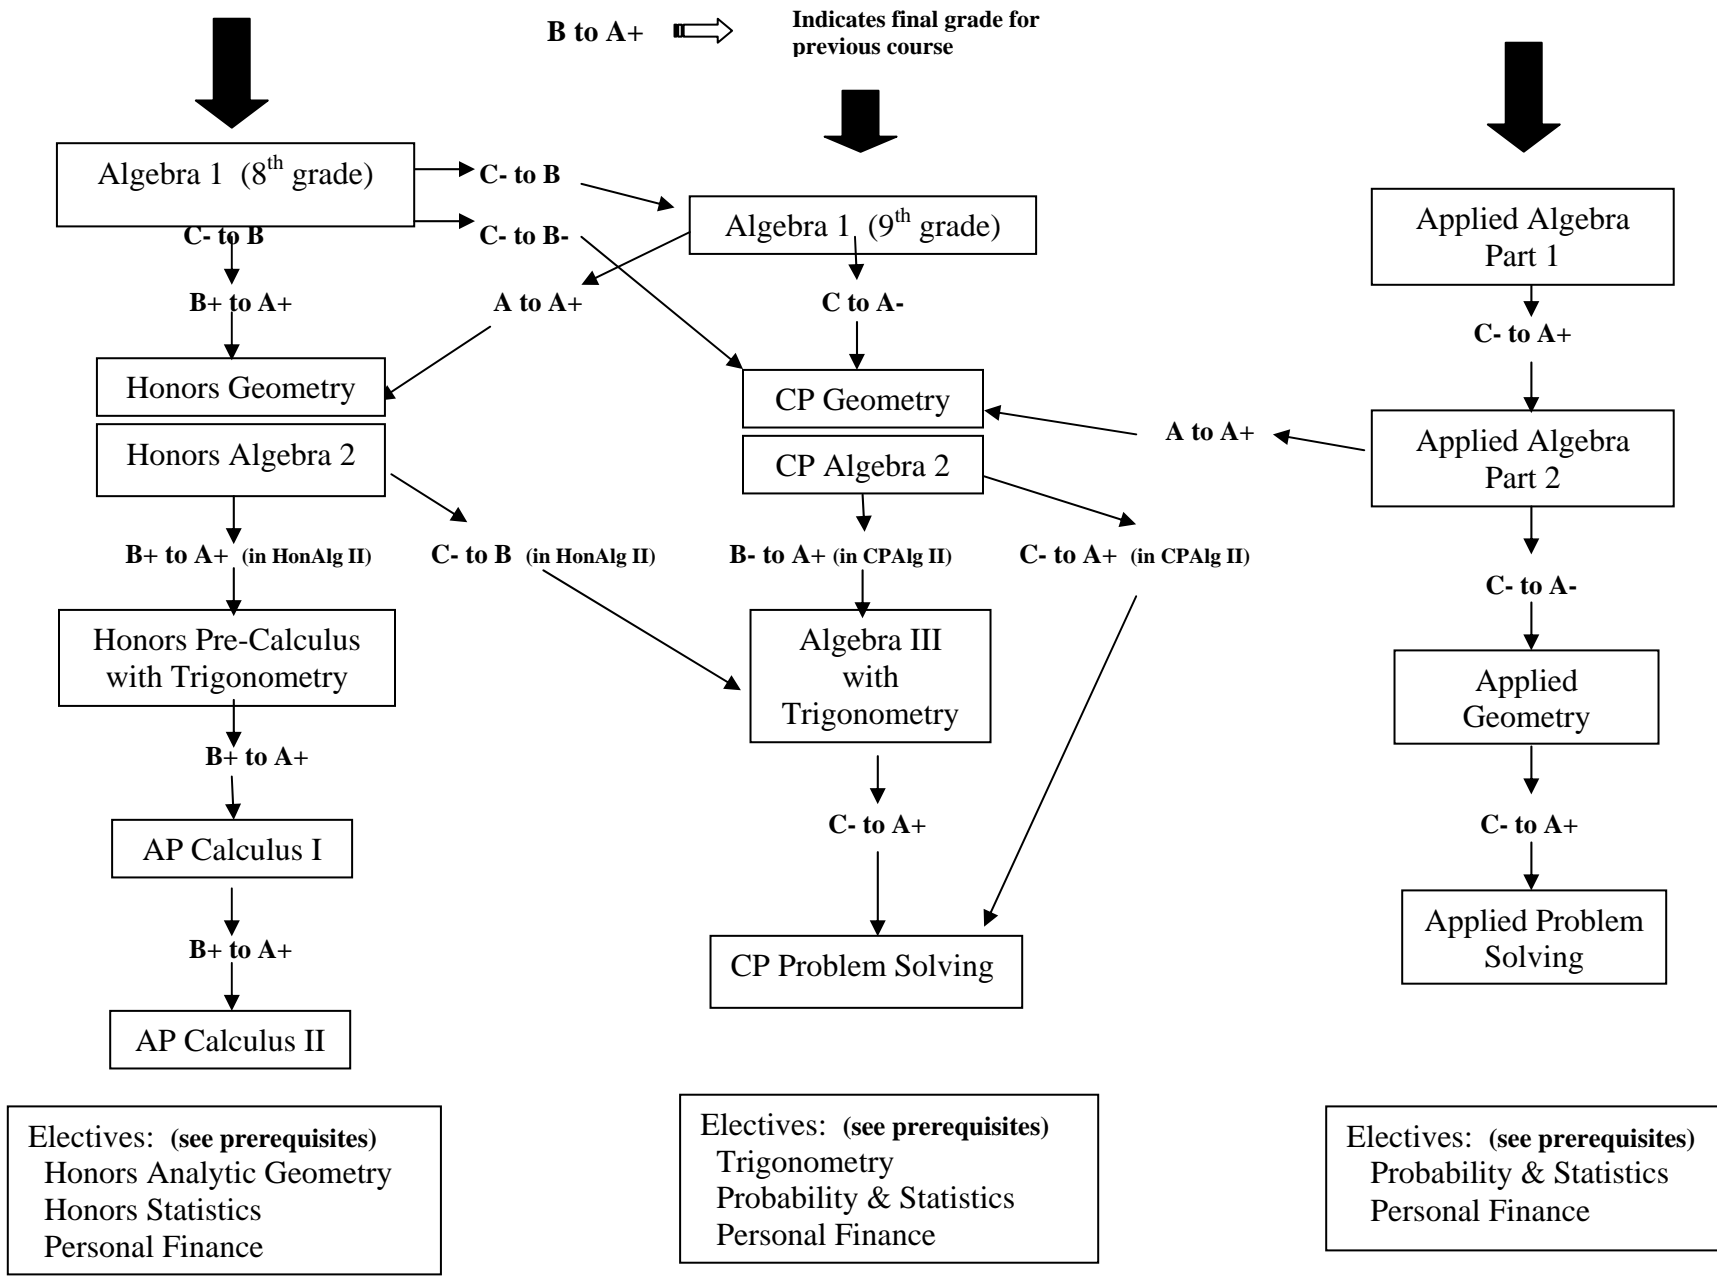 B to A+
Indicates final grade for
previous course
Algebra 1 (8th grade)
C- to B
C- to B-
C- to B
B+ to A+
Algebra 1 (9th grade)
A to A+
C to A-
Applied Algebra
Part 1
C- to A+
Honors Geometry
Honors Algebra 2
CP Geometry
CP Algebra 2
A to A+
Applied Algebra
Part 2
B+ to A+ (in HonAlg II)
C- to B (in HonAlg II)
B- to A+ (in CPAlg II)
C- to A+ (in CPAlg II)
C- to A-
Honors Pre-Calculus
with Trigonometry
Algebra III
with
Trigonometry
Applied
Geometry
B+ to A+
C- to A+
C- to A+
AP Calculus I
B+ to A+
AP Calculus II
CP Problem Solving
Applied Problem
Solving
Electives: (see prerequisites)
Honors Analytic Geometry
Honors Statistics
Personal Finance
Electives: (see prerequisites)
Trigonometry
Probability & Statistics
Personal Finance
Electives: (see prerequisites)
Probability & Statistics
Personal Finance